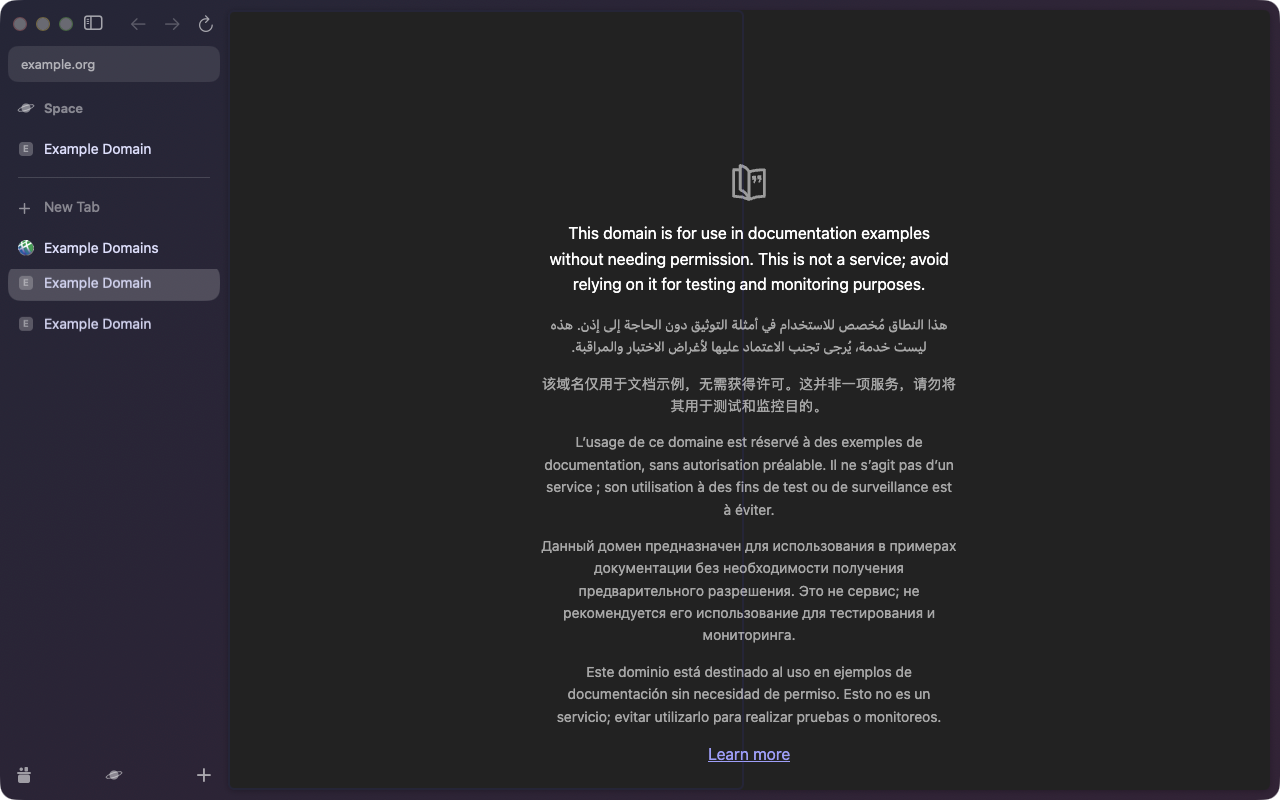 example.org
Space
E Example Domain
New Tab
Example Domains
E Example Domain
E Example Domain
This domain is for use in documentation examples
without needing permission. This is not a service; avoid
relying on it for testing and monitoring purposes.
هذا النطاق مُخصص للاستخدام في أمثلة التوثيق دون الحاجة إلى إذن. هذه
ليست خدمة، يُرجى تجنب الاعتماد عليها لأغراض الاختبار والمراقبة.
该域名仅用于文档示例，无需获得许可。这并非一项服务，请勿将
其用于测试和监控目的。
L’usage de ce domaine est réservé à des exemples de
documentation, sans autorisation préalable. Il ne s’agit pas d’un
service ; son utilisation à des fins de test ou de surveillance est
à éviter.
Данный домен предназначен для использования в примерах
документации без необходимости получения
предварительного разрешения. Это не сервис; не
рекомендуется его использование для тестирования и
мониторинга.
Este dominio está destinado al uso en ejemplos de
documentación sin necesidad de permiso. Esto no es un
servicio; evitar utilizarlo para realizar pruebas o monitoreos.
Learn more